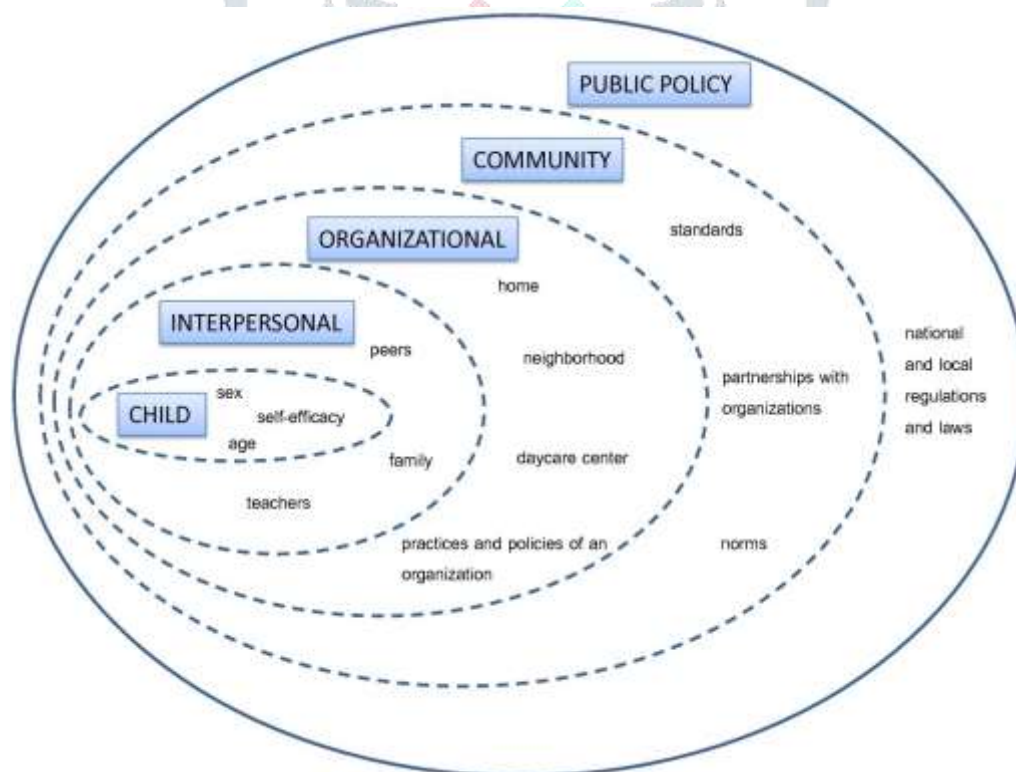 PUBLIC POLICY
COMMUNITY
standards
ORGANIZATIONAL
home
INTERPERSONAL
peers
neighborhood
national
and local
regulations
and laws
partnerships with
organizations
sex
CHILD
self-efficacy
age
family
daycare center
teachers
practices and policies of an
organization
norms